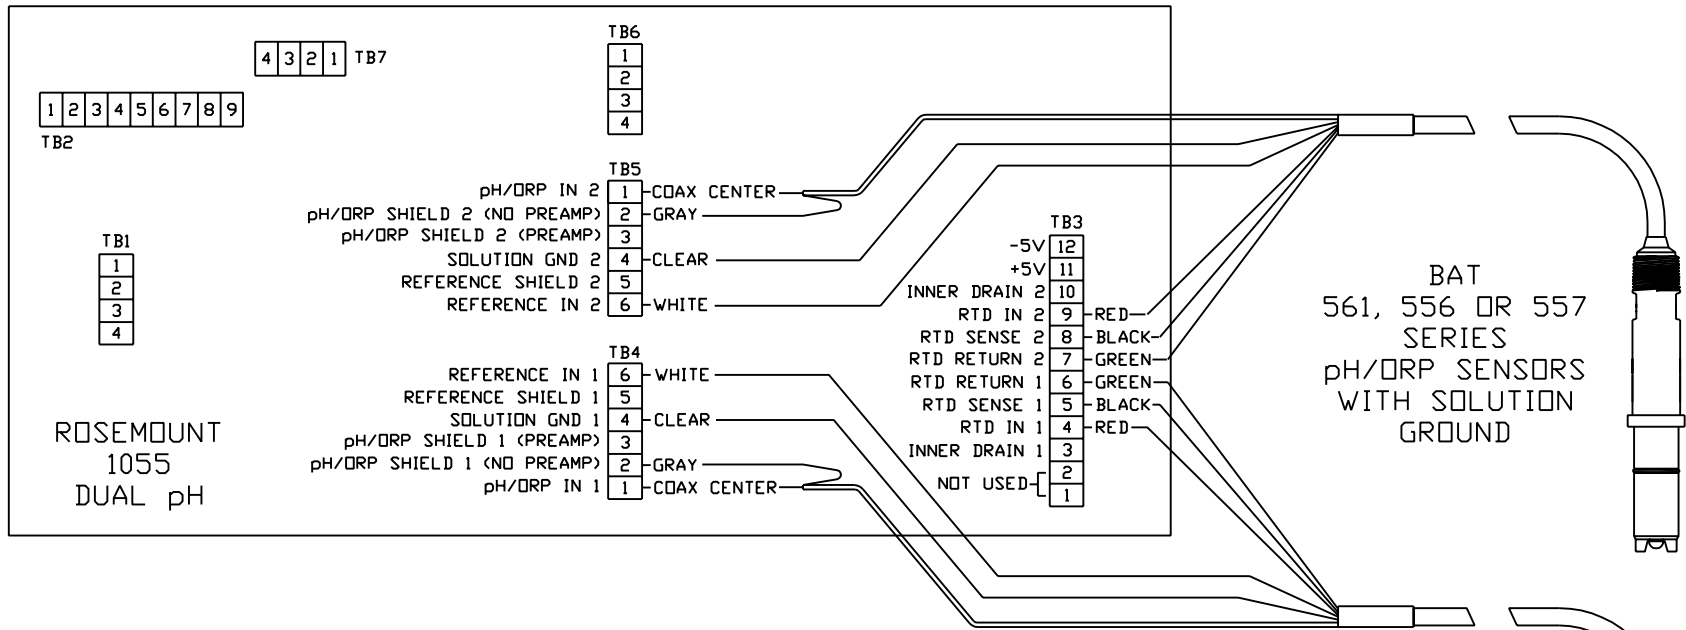 TB6
1
2
3
4
4 3 2 1 TB7
1 2 3 4 5 6 7 8 9
TB2
TB5
pH/ORP IN 2 1 COAX CENTER
pH/ORP SHIELD 2 (NO PREAMP) 2 GRAY
pH/ORP SHIELD 2 (PREAMP) 3
SOLUTION GND 2 4 CLEAR
REFERENCE SHIELD 2 5
REFERENCE IN 2 6 WHITE
TB1
1
2
3
4
TB4
REFERENCE IN 1 6 WHITE
REFERENCE SHIELD 1 5
SOLUTION GND 1 4 CLEAR
pH/ORP SHIELD 1 (PREAMP) 3
pH/ORP SHIELD 1 (NO PREAMP) 2 GRAY
pH/ORP IN 1 1 COAX CENTER
ROSEMOUNT
1055
DUAL pH
TB3
-5V 12
+5V 11
INNER DRAIN 2 10
RTD IN 2 9 RED
RTD SENSE 2 8 BLACK
RTD RETURN 2 7 GREEN
RTD RETURN 1 6 GREEN
RTD SENSE 1 5 BLACK
RTD IN 1 4 RED
INNER DRAIN 1 3
NOT USED 2
1
BAT
561, 556 OR 557
SERIES
pH/ORP SENSORS
WITH SOLUTION
GROUND